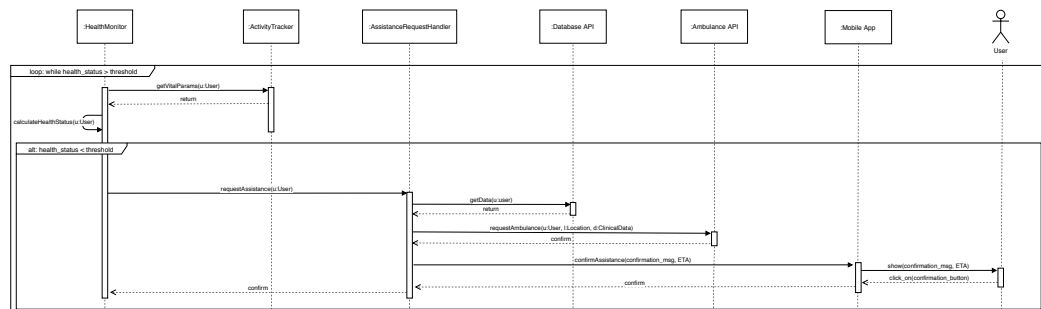 :HealthMonitor
:ActivityTracker
:AssistanceRequestHandler
:Database API
:Ambulance API
:Mobile App
User
loop: while health_status > threshold
getVitalParams(u:User)
return
calculateHealthStatus(u:User)
alt: health_status < threshold
requestAssistance(u:User)
getData(u:user)
return
requestAmbulance(u:User, l:Location, d:ClinicalData)
confirm
confirmAssistance(confirmation_msg, ETA)
show(confirmation_msg, ETA)
click_on(confirmation_button)
confirm
confirm